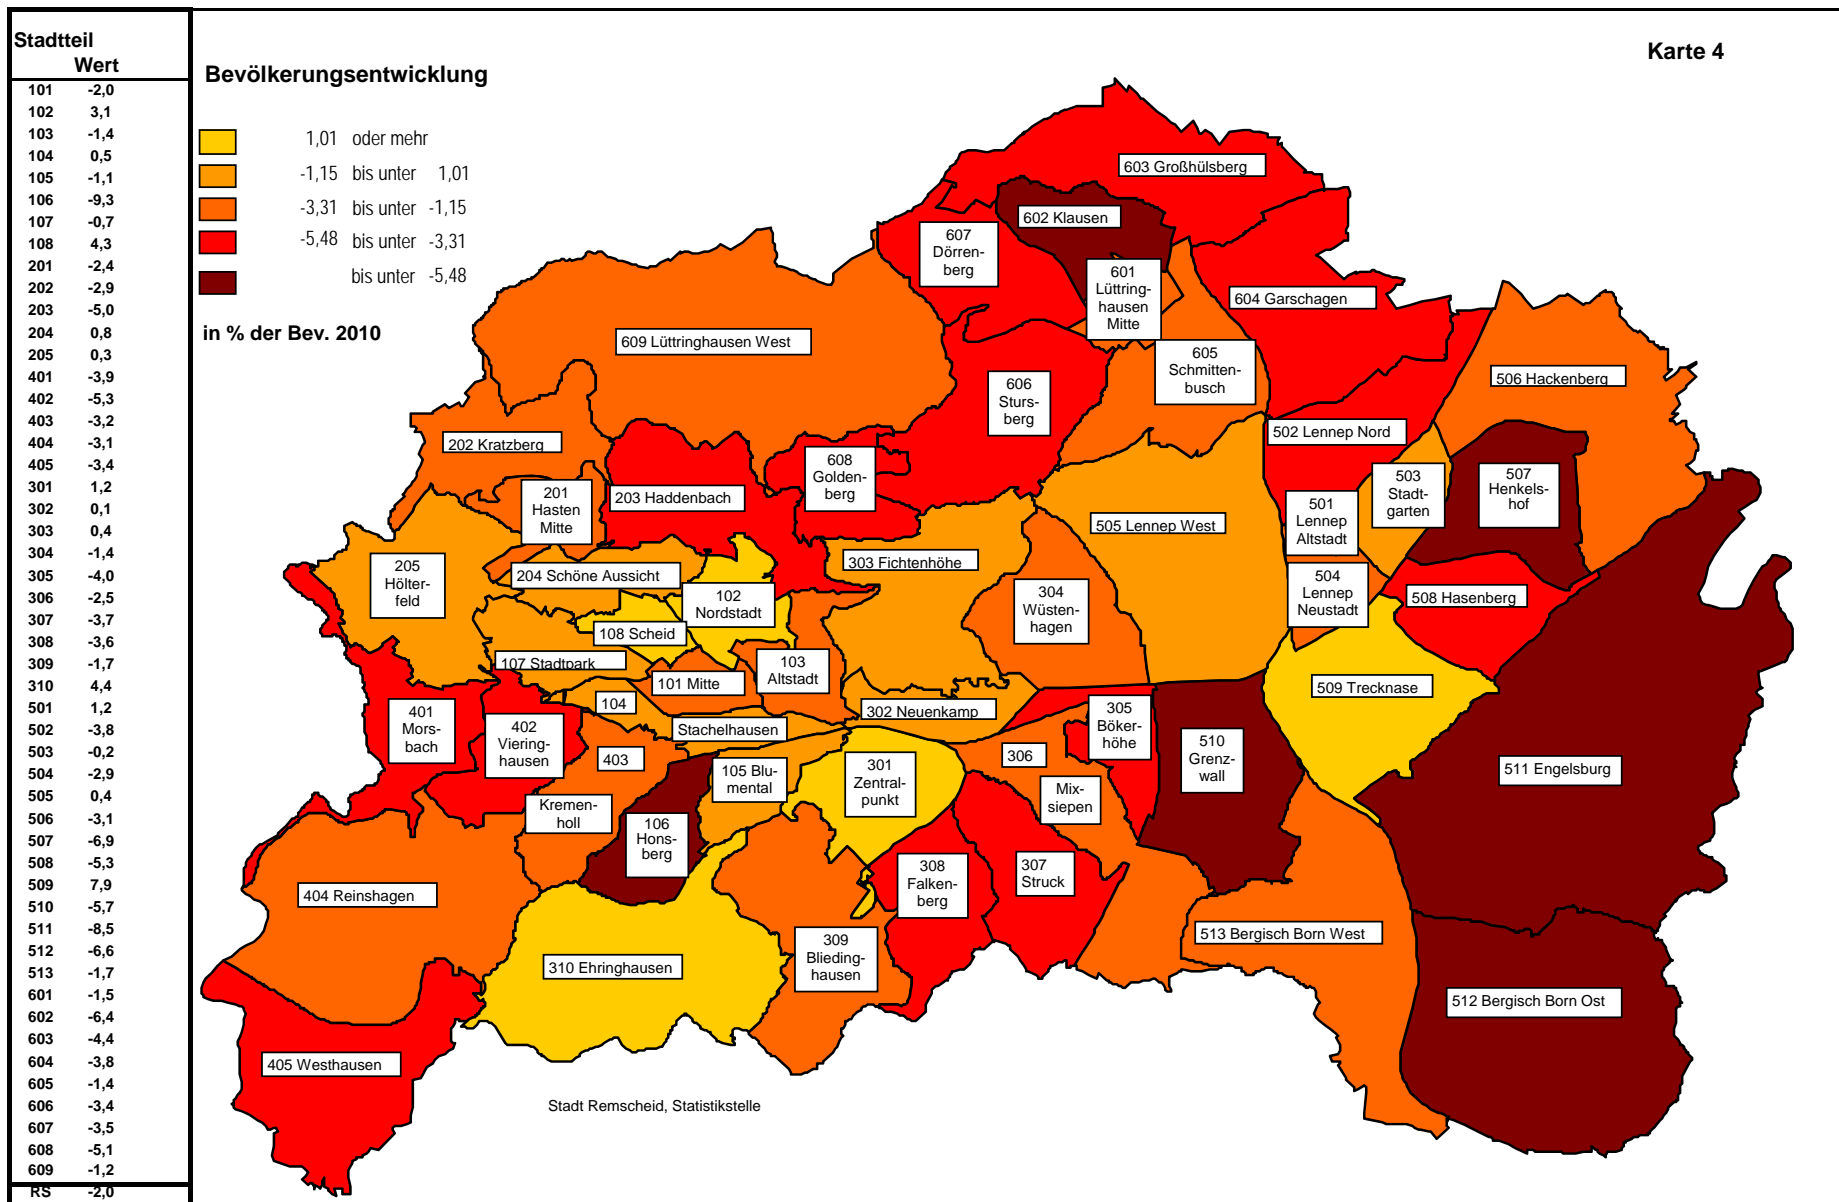 Stadtteil
Wert
101 -2,0
102 3,1
103 -1,4
104 0,5
105 -1,1
106 -9,3
107 -0,7
108 4,3
201 -2,4
202 -2,9
203 -5,0
204 0,8
205 0,3
401 -3,9
402 -5,3
403 -3,2
404 -3,1
405 -3,4
301 1,2
302 0,1
303 0,4
304 -1,4
305 -4,0
306 -2,5
307 -3,7
308 -3,6
309 -1,7
310 4,4
501 1,2
502 -3,8
503 -0,2
504 -2,9
505 0,4
506 -3,1
507 -6,9
508 -5,3
509 7,9
510 -5,7
511 -8,5
512 -6,6
513 -1,7
601 -1,5
602 -6,4
603 -4,4
604 -3,8
605 -1,4
606 -3,4
607 -3,5
608 -5,1
609 -1,2
RS -2,0
Karte 4
Bevölkerungsentwicklung
1,01 oder mehr
-1,15 bis unter 1,01
-3,31 bis unter -1,15
-5,48 bis unter -3,31
bis unter -5,48
in % der Bev. 2010
603 Großhülsberg
602 Klausen
607
Dörren-
berg
601
Lüttring-
hausen
Mitte
604 Garschagen
609 Lüttringhausen West
605
Schmitten-
busch
606
Sturs-
berg
506 Hackenberg
502 Lennep Nord
202 Kratzberg
608
Golden-
berg
503
Stadt-
garten
507
Henkels-
hof
201
Hasten
Mitte
203 Haddenbach
505 Lennep West
501
Lennep
Altstadt
205
Hölter-
feld
204 Schöne Aussicht
303 Fichtenhöhe
102
Nordstadt
304
Wüsten-
hagen
504
Lennep
Neustadt
508 Hasenberg
108 Scheid
107 Stadtpark
103
Altstadt
101 Mitte
509 Trecknase
104
Stachelhausen
302 Neuenkamp
401
Mors-
bach
402
Viering-
hausen
305
Böker-
höhe
403
Kremen-
holl
105 Blu-
mental
301
Zentral-
punkt
306
Mix-
siepen
510
Grenz-
wall
511 Engelsburg
106
Hons-
berg
308
Falken-
berg
307
Struck
404 Reinshagen
513 Bergisch Born West
310 Ehringhausen
309
Blieding-
hausen
512 Bergisch Born Ost
405 Westhausen
Stadt Remscheid, Statistikstelle